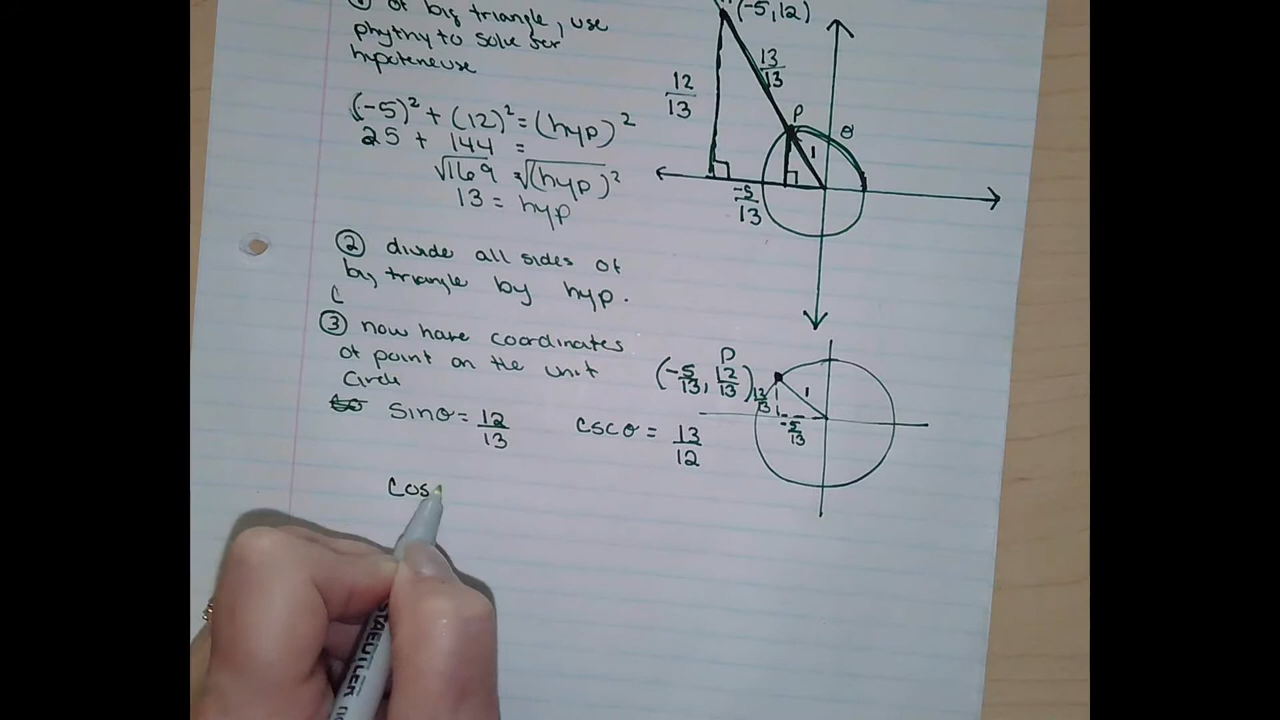 ① of big triangle, use
phythy to solve for
hypoteneuse
(-5)² + (12)² = (hyp)²
25 + 144 =
√169 √(hyp)²
13 = hyp
② divide all sides of
big triangle by hyp.
③ now have coordinates
of point on the unit
Circle
sinθ = 12/13 cscθ = 13/12
cos
(-5,12)
13/13
12/13
P
θ
1
-5/13
P
(-5/13, 12/13)
12/13
1
-5/13
STAEDTLER